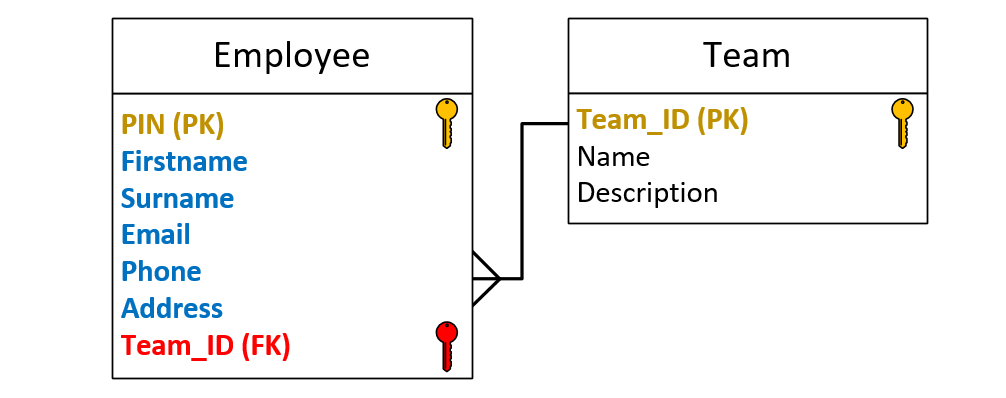 Employee
PIN (PK)
Firstname
Surname
Email
Phone
Address
Team_ID (FK)
Team
Team_ID (PK)
Name
Description